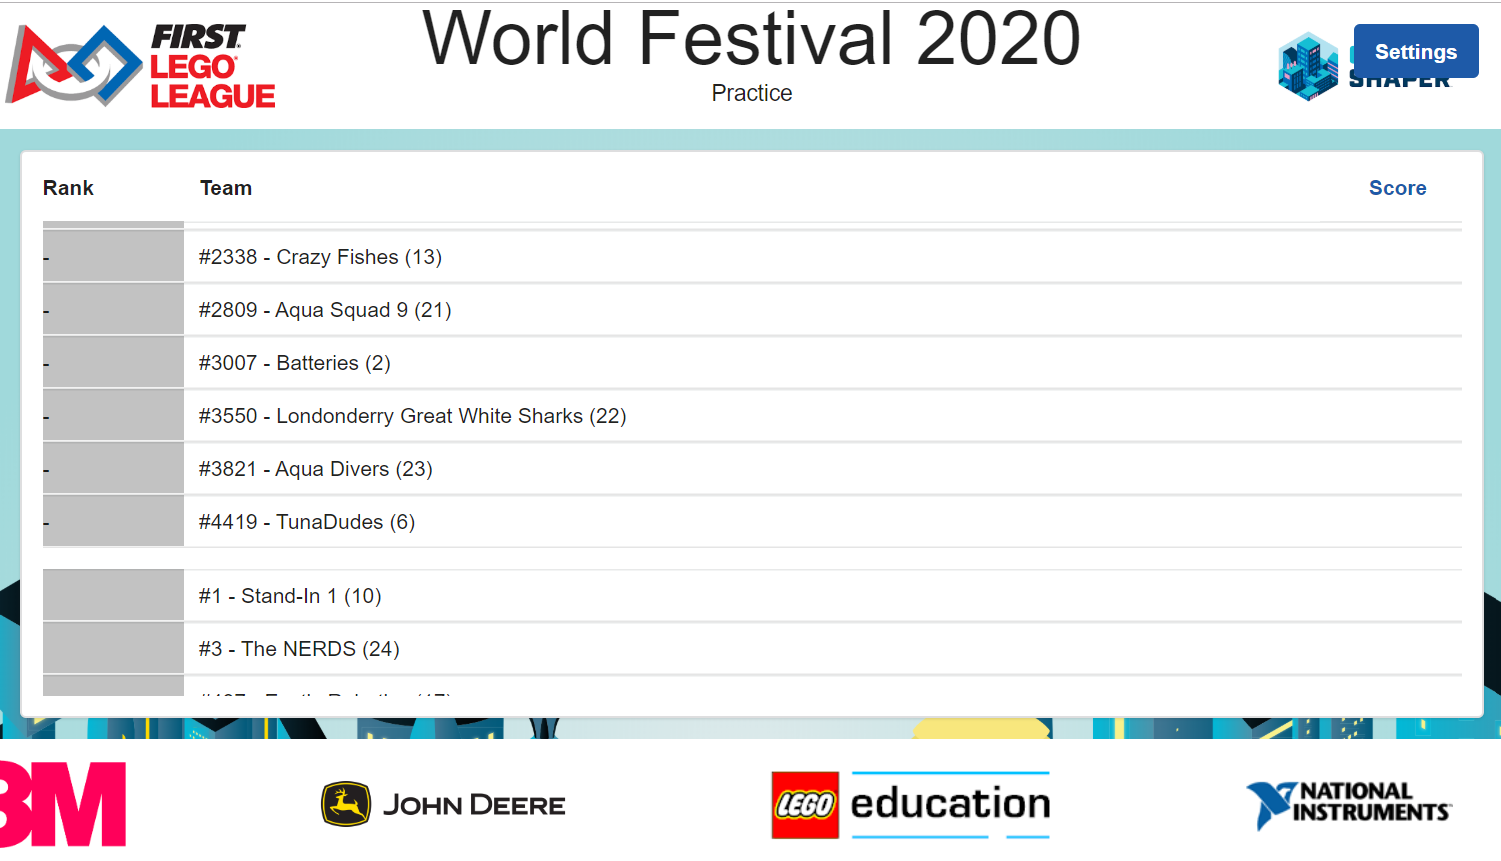 FIRST
LEGO
LEAGUE
World Festival 2020
Practice
Settings
SHAPER
Rank Team Score
- #2338 - Crazy Fishes (13)
- #2809 - Aqua Squad 9 (21)
- #3007 - Batteries (2)
- #3550 - Londonderry Great White Sharks (22)
- #3821 - Aqua Divers (23)
- #4419 - TunaDudes (6)
#1 - Stand-In 1 (10)
#3 - The NERDS (24)
3M
JOHN DEERE
LEGO education
NATIONAL
INSTRUMENTS